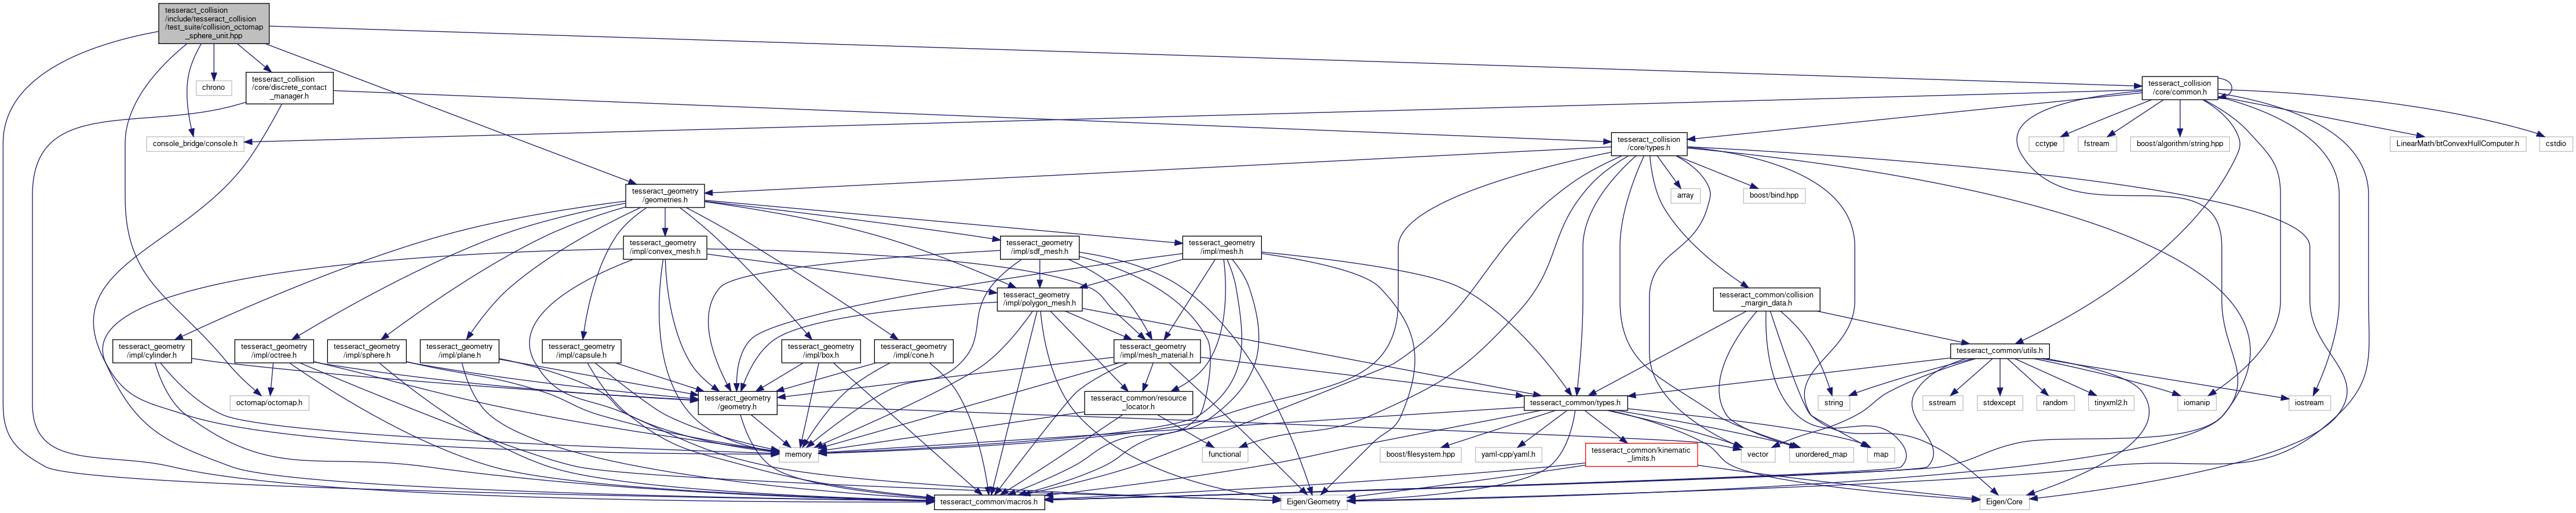 tesseract_collision
/include/tesseract_collision
/test_suite/collision_octomap
_sphere_unit.hpp
chrono
tesseract_collision
/core/discrete_contact
_manager.h
tesseract_collision
/core/common.h
console_bridge/console.h
tesseract_collision
/core/types.h
cctype
fstream
boost/algorithm/string.hpp
LinearMath/btConvexHullComputer.h
cstdio
tesseract_geometry
/geometries.h
array
boost/bind.hpp
tesseract_geometry
/impl/convex_mesh.h
tesseract_geometry
/impl/sdf_mesh.h
tesseract_geometry
/impl/mesh.h
tesseract_geometry
/impl/polygon_mesh.h
tesseract_common/collision
_margin_data.h
tesseract_geometry
/impl/cylinder.h
tesseract_geometry
/impl/octree.h
tesseract_geometry
/impl/sphere.h
tesseract_geometry
/impl/plane.h
tesseract_geometry
/impl/capsule.h
tesseract_geometry
/impl/box.h
tesseract_geometry
/impl/cone.h
tesseract_geometry
/impl/mesh_material.h
tesseract_common/utils.h
octomap/octomap.h
tesseract_geometry
/geometry.h
tesseract_common/resource
_locator.h
tesseract_common/types.h
string
sstream
stdexcept
random
tinyxml2.h
iomanip
iostream
memory
functional
boost/filesystem.hpp
yaml-cpp/yaml.h
tesseract_common/kinematic
_limits.h
vector
unordered_map
map
tesseract_common/macros.h
Eigen/Geometry
Eigen/Core